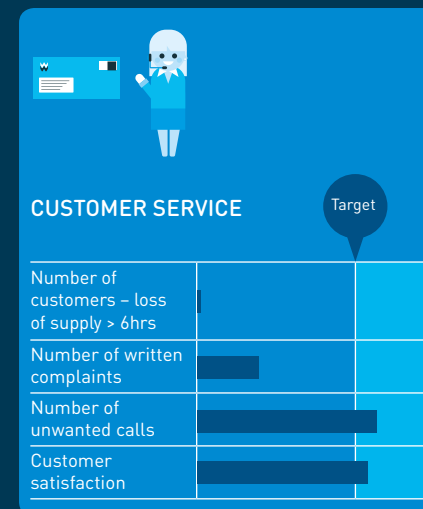 W
CUSTOMER SERVICE
Target
Number of
customers – loss
of supply > 6hrs
Number of written
complaints
Number of
unwanted calls
Customer
satisfaction